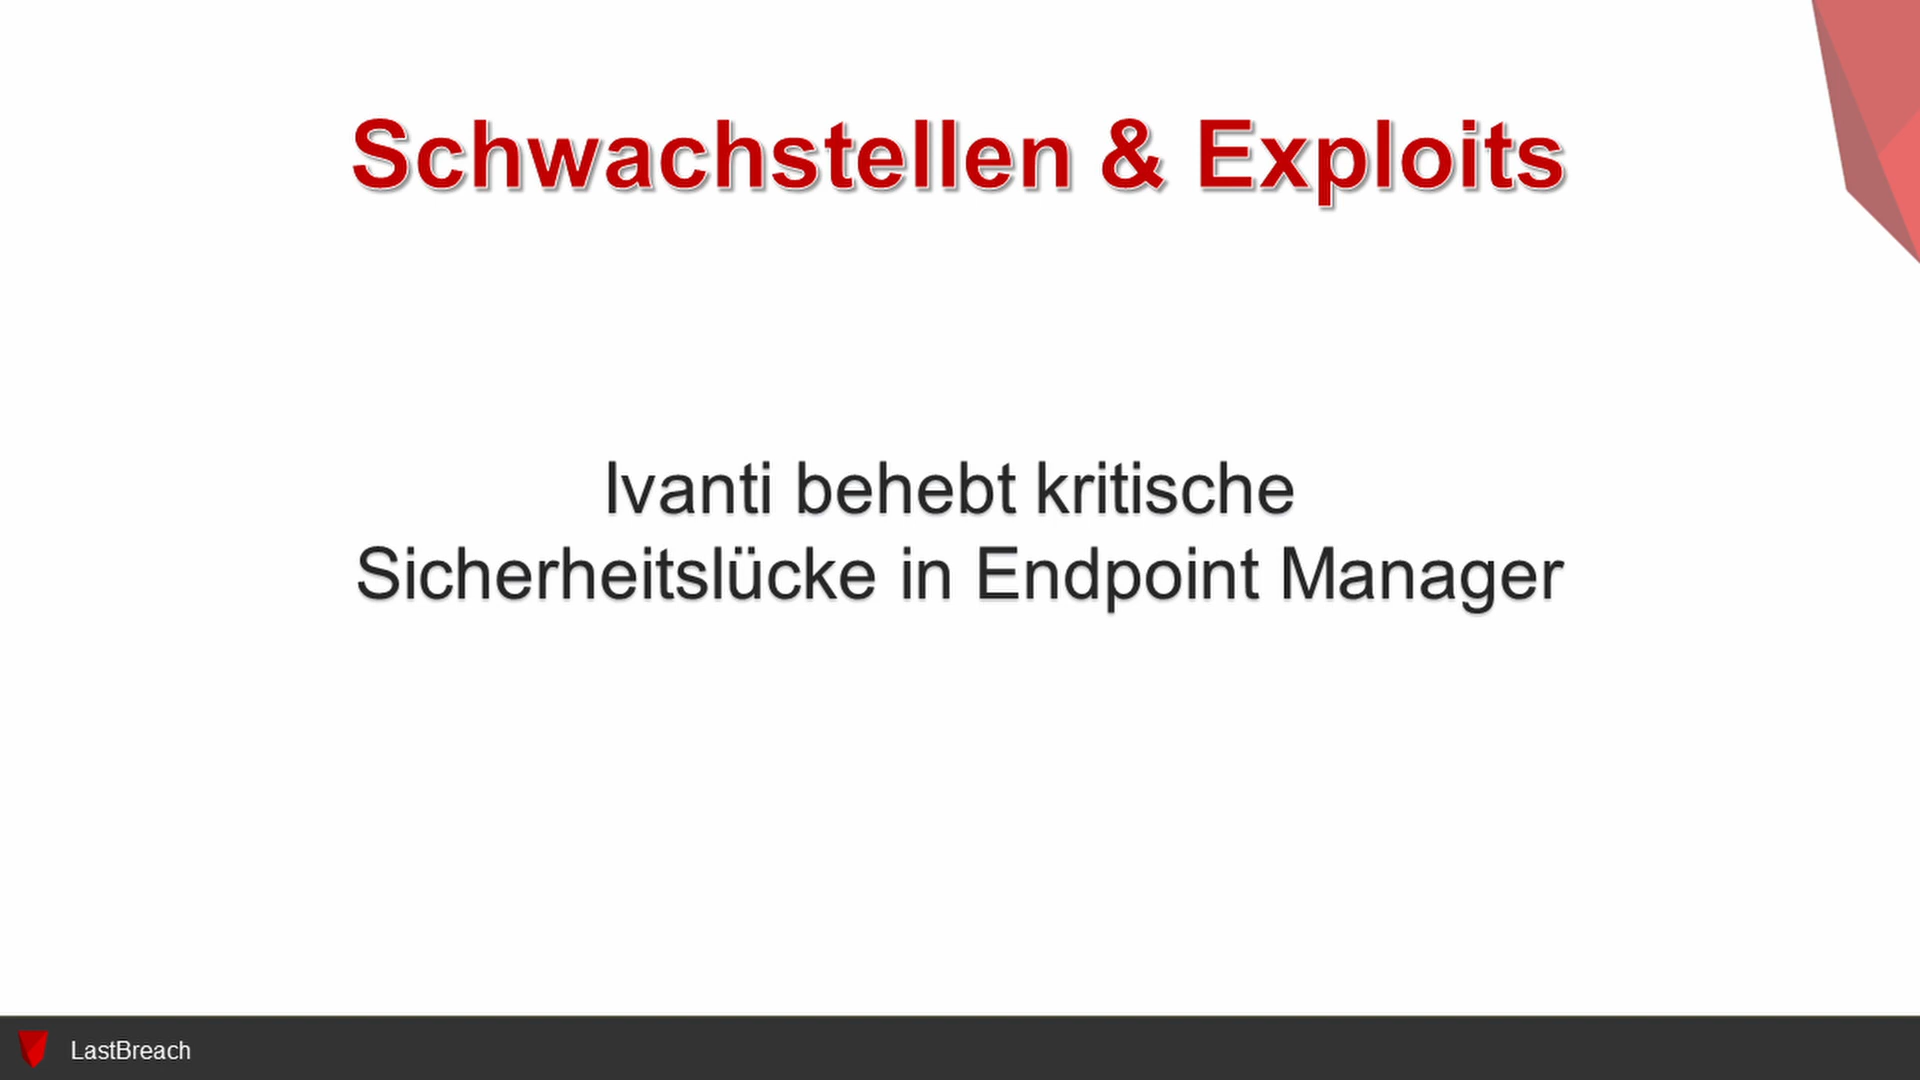 Schwachstellen & Exploits
Ivanti behebt kritische
Sicherheitslücke in Endpoint Manager
LastBreach